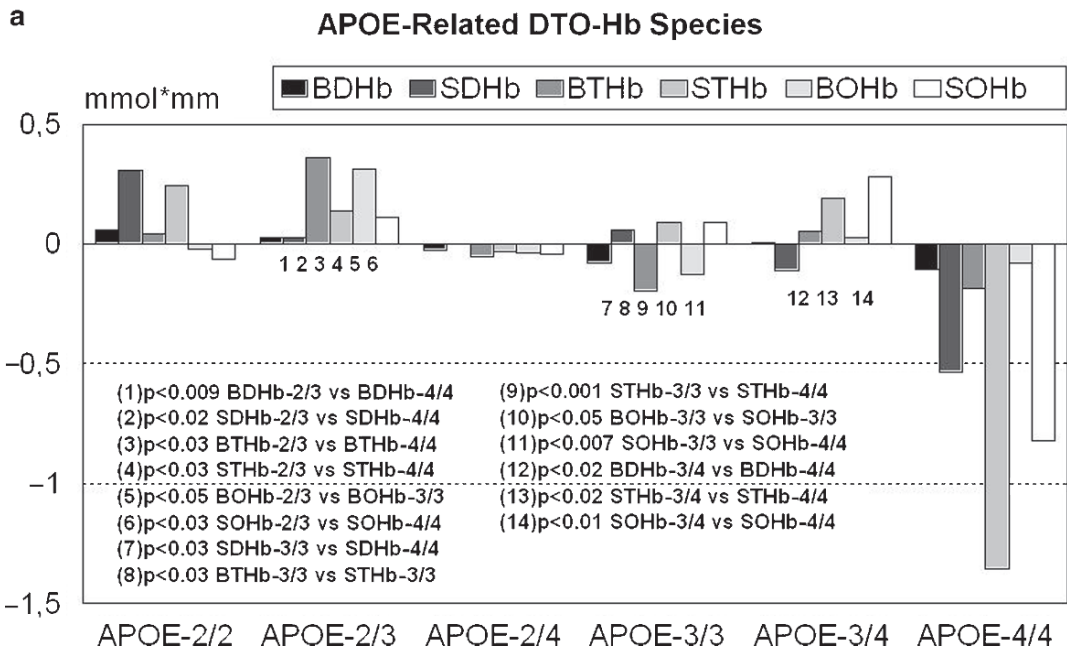 a
APOE-Related DTO-Hb Species
mmol*mm
BDHb SDHb BTHb STHb BOHb SOHb
0,5
0
−0,5
−1
−1,5
1 2 3 4 5 6
7 8 9 10 11
12 13 14
(1)p<0.009 BDHb-2/3 vs BDHb-4/4
(2)p<0.02 SDHb-2/3 vs SDHb-4/4
(3)p<0.03 BTHb-2/3 vs BTHb-4/4
(4)p<0.03 STHb-2/3 vs STHb-4/4
(5)p<0.05 BOHb-2/3 vs BOHb-3/3
(6)p<0.03 SOHb-2/3 vs SOHb-4/4
(7)p<0.03 SDHb-3/3 vs SDHb-4/4
(8)p<0.03 BTHb-3/3 vs STHb-3/3
(9)p<0.001 STHb-3/3 vs STHb-4/4
(10)p<0.05 BOHb-3/3 vs SOHb-3/3
(11)p<0.007 SOHb-3/3 vs SOHb-4/4
(12)p<0.02 BDHb-3/4 vs BDHb-4/4
(13)p<0.02 STHb-3/4 vs STHb-4/4
(14)p<0.01 SOHb-3/4 vs SOHb-4/4
APOE-2/2 APOE-2/3 APOE-2/4 APOE-3/3 APOE-3/4 APOE-4/4